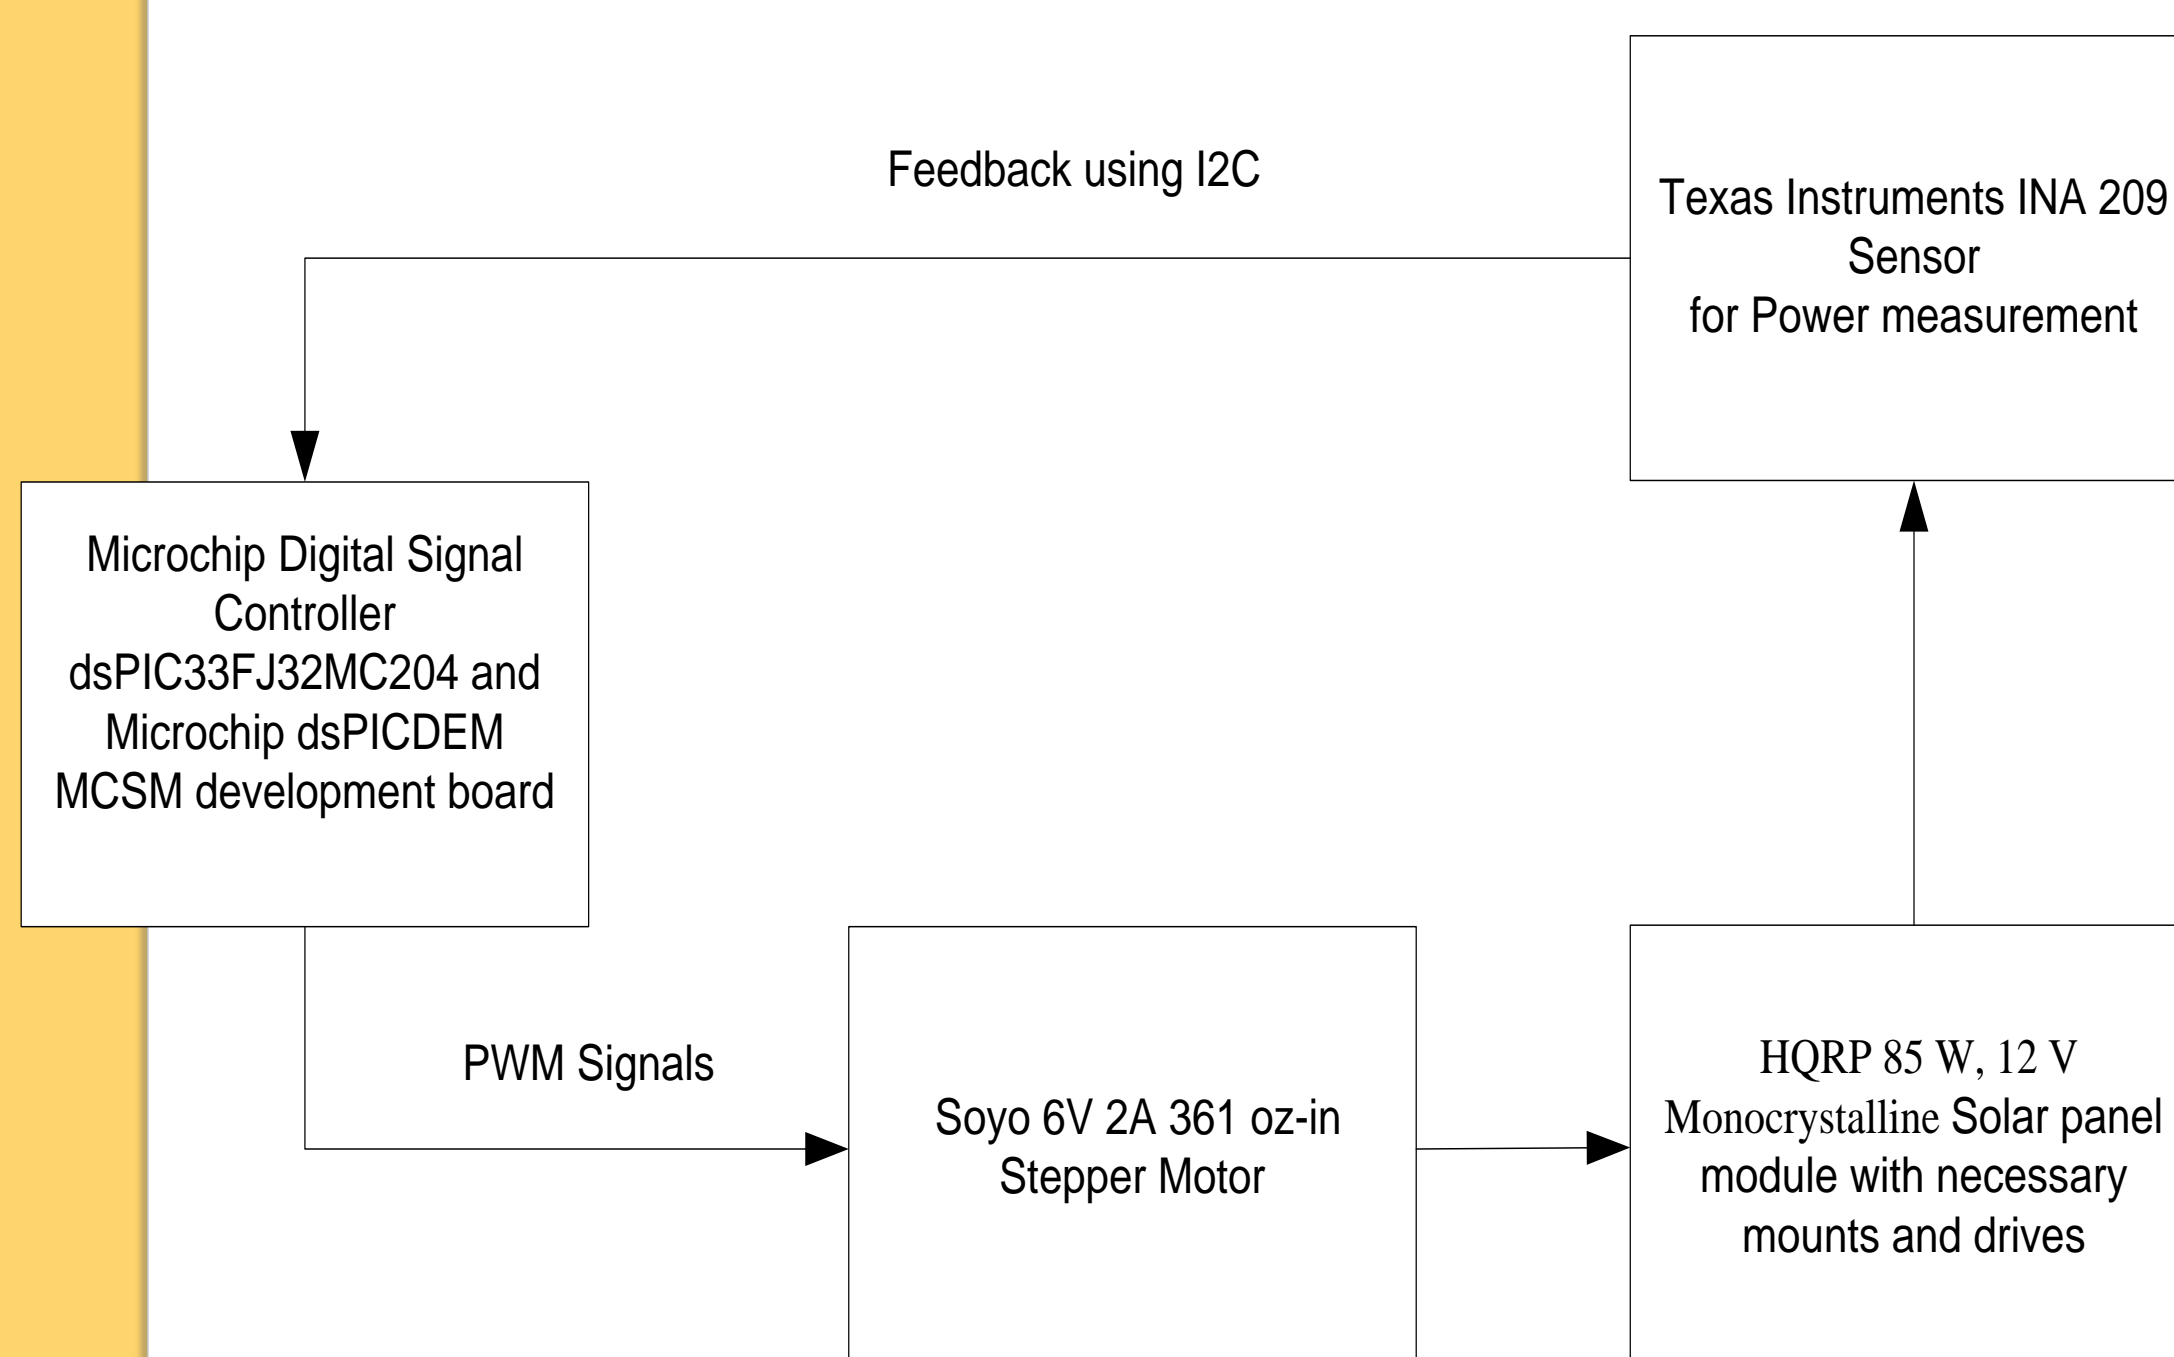 Feedback using I2C
Texas Instruments INA 209
Sensor
for Power measurement
Microchip Digital Signal
Controller
dsPIC33FJ32MC204 and
Microchip dsPICDEM
MCSM development board
PWM Signals
Soyo 6V 2A 361 oz-in
Stepper Motor
HQRP 85 W, 12 V
Monocrystalline Solar panel
module with necessary
mounts and drives